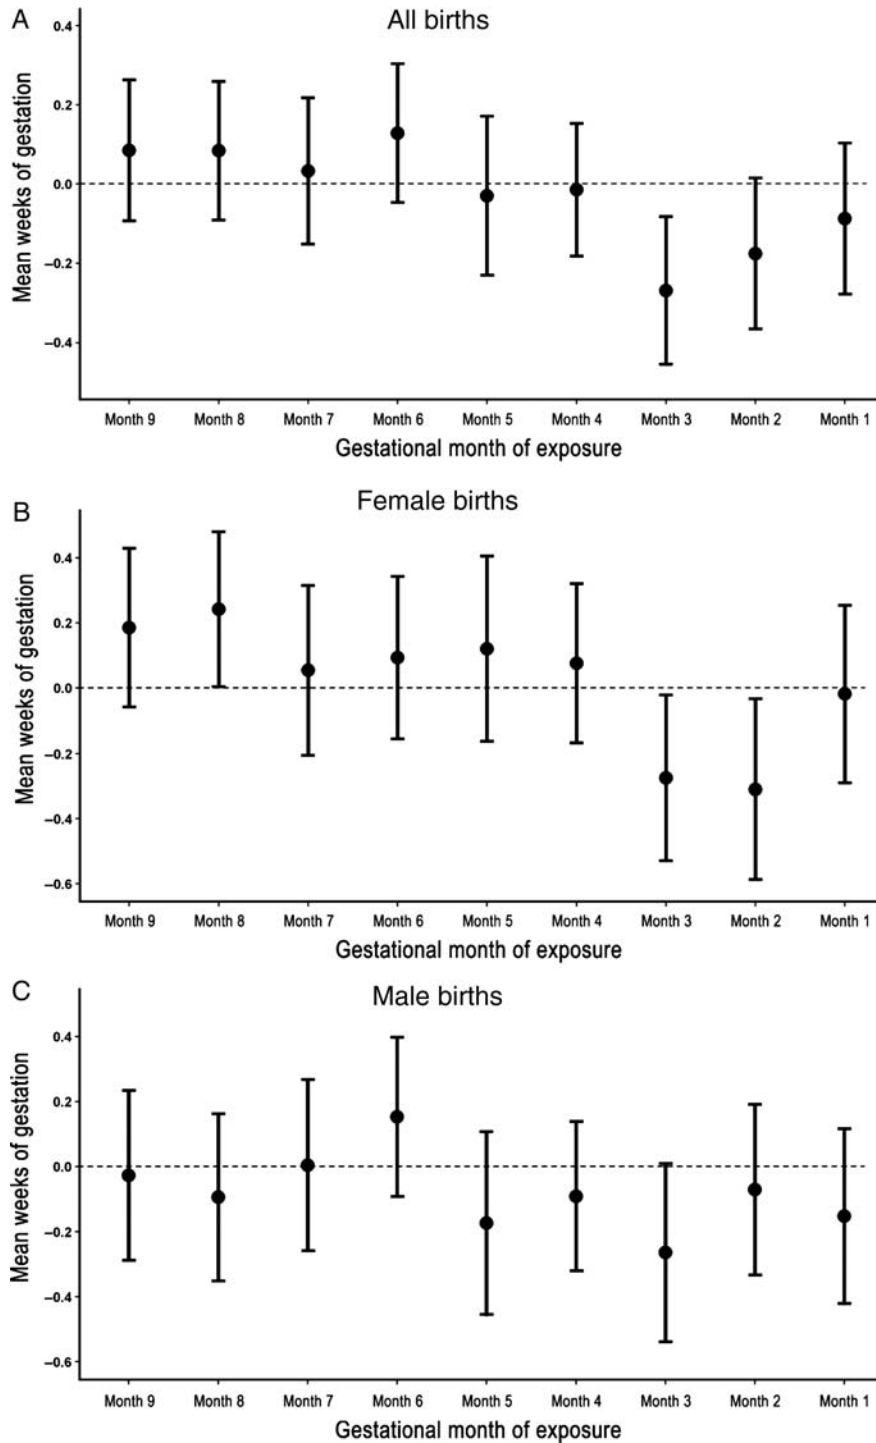 A
All births
Mean weeks of gestation
0.4
0.2
0.0
−0.2
−0.4
Month 9 Month 8 Month 7 Month 6 Month 5 Month 4 Month 3 Month 2 Month 1
Gestational month of exposure
B
Female births
Mean weeks of gestation
0.4
0.2
0.0
−0.2
−0.4
−0.6
Month 9 Month 8 Month 7 Month 6 Month 5 Month 4 Month 3 Month 2 Month 1
Gestational month of exposure
C
Male births
Mean weeks of gestation
0.4
0.2
0.0
−0.2
−0.4
−0.6
Month 9 Month 8 Month 7 Month 6 Month 5 Month 4 Month 3 Month 2 Month 1
Gestational month of exposure